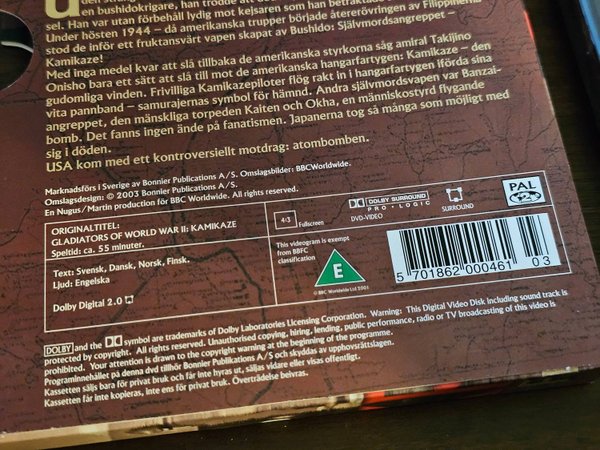 den bushidokrigare, han trodde att
sel. Han var utan förbehåll lydig mot kejsaren som han betraktade
Under hösten 1944 – då amerikanska trupper började återerövringen av Filippinerna
stod de inför ett fruktansvärt vapen skapat av Bushido: Självmordsangreppet –
Kamikaze!
Med inga medel kvar att slå tillbaka de amerikanska styrkorna såg amiral Takijino
Onisho bara ett sätt att slå till mot de amerikanska hangarfartygen: Kamikaze – den
gudomliga vinden. Frivilliga Kamikazepiloter flög rakt in i hangarfartygen iförda sina
vita pannband – samurajernas symbol för hämnd. Andra självmordsvapen var Banzai-
angreppet, den mänskliga torpeden Kaiten och Okha, en människostyrd flygande
bomb. Det fanns ingen ände på fanatismen. Japanerna tog så många som möjligt med
sig i döden.
USA kom med ett kontroversiellt motdrag: atombomben.
Marknadsförs i Sverige av Bonnier Publications A/S. Omslagsbilder: BBCWorldwide.
Omslagsdesign: © 2003 Bonnier Publications A/S.
En Nugus/Martin production för BBC Worldwide. All rights reserved.
ORIGINALTITEL:
GLADIATORS OF WORLD WAR II: KAMIKAZE
Speltid: ca. 55 minuter.
Text: Svensk, Dansk, Norsk, Finsk.
Ljud: Engelska
Dolby Digital 2.0
4:3
Fullscreen
DOLBY SURROUND
PRO · LOGIC
DVD-VIDEO
SURROUND
PAL
2
This videogram is exempt
from BBFC
classification
E
© BBC Worldwide Ltd 2001
5 701862 000461 03
DOLBY and the symbol are trademarks of Dolby Laboratories Licensing Corporation. Warning: This Digital Video Disk including sound track is
protected by copyright. All rights reserved. Unauthorised copying, hiring, lending, public performance, radio or TV broadcasting of this video is
prohibited. Your attention is drawn to the copyright warning at the beginning of the programme.
Programinnehållet på denna dvd tillhör Bonnier Publikations A/S och skyddas av upphovsrättslagen.
Kassetten säljs bara för privat bruk och får inte hyras ut, säljas vidare eller visas offentligt.
Kassetten får inte kopieras, inte ens för privat bruk. Överträdelse beivras.